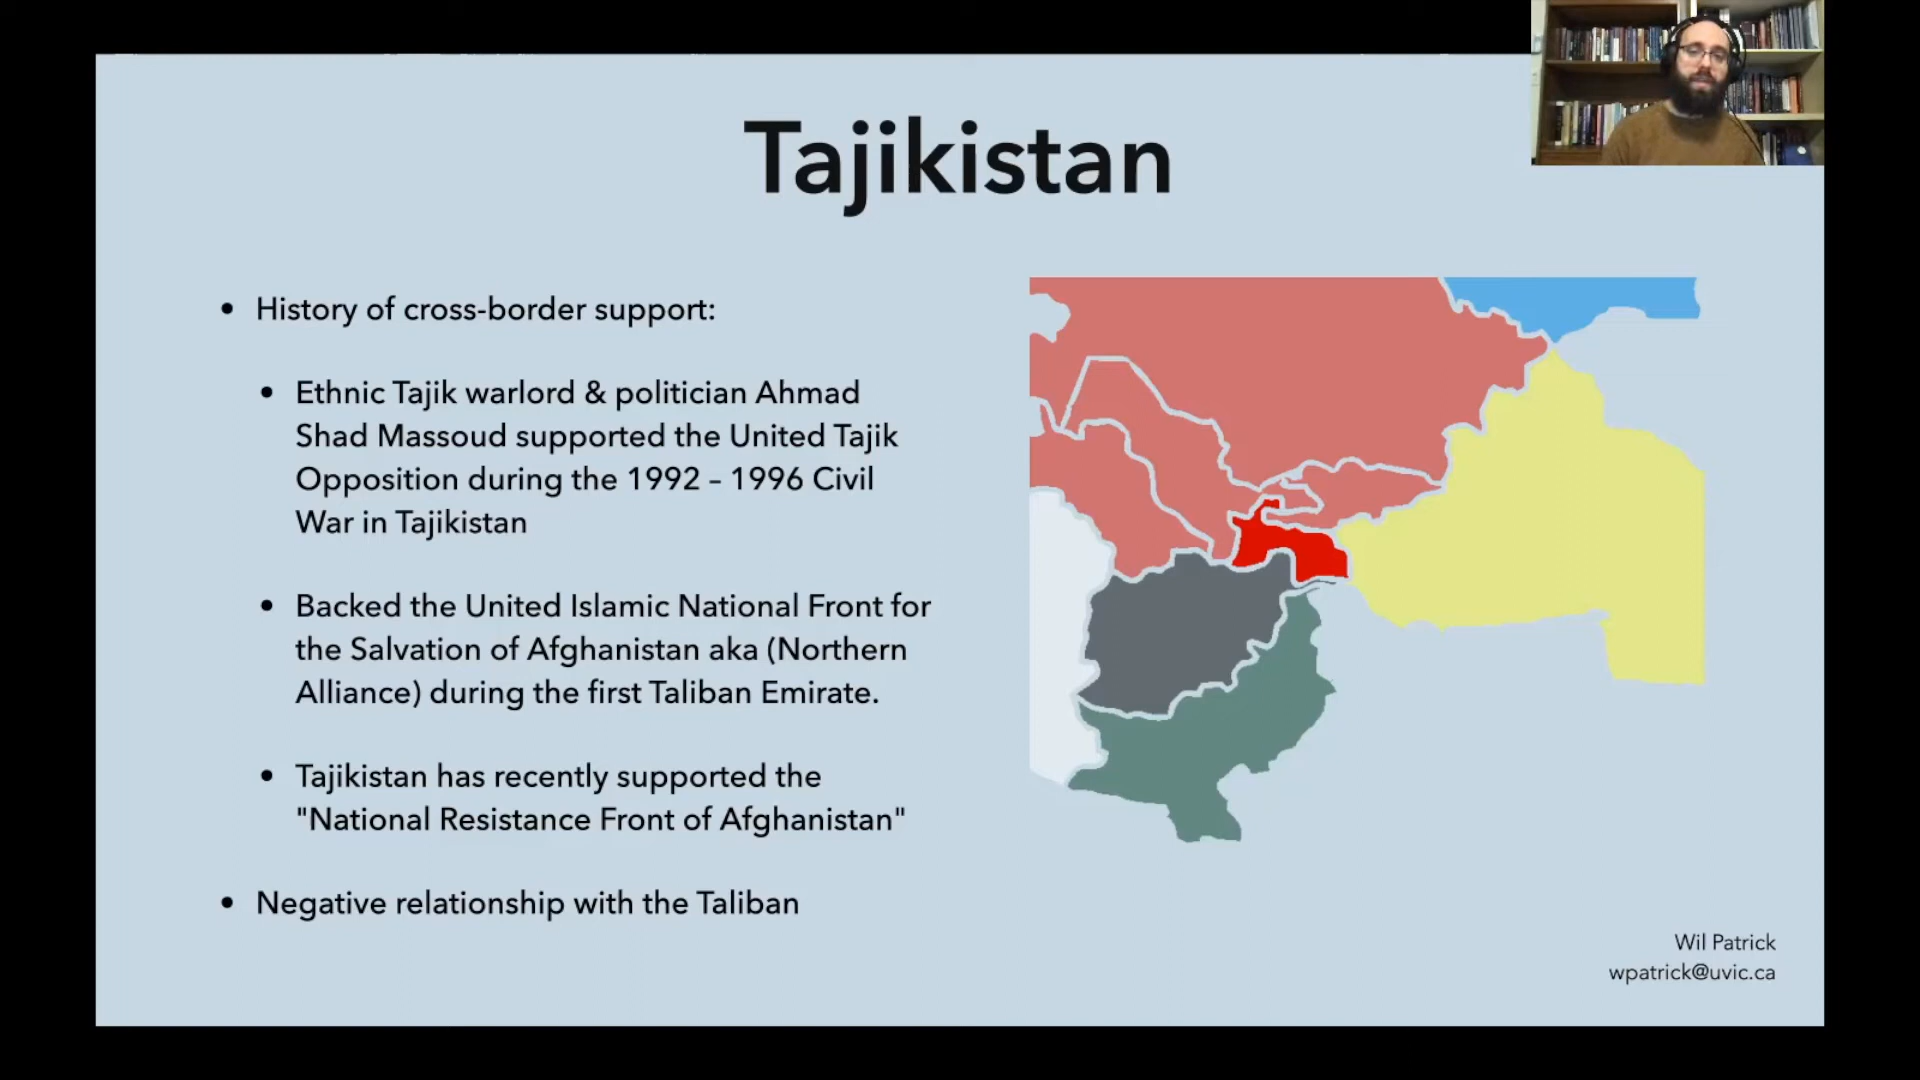 Tajikistan
• History of cross-border support:
• Ethnic Tajik warlord & politician Ahmad
Shad Massoud supported the United Tajik
Opposition during the 1992 – 1996 Civil
War in Tajikistan
• Backed the United Islamic National Front for
the Salvation of Afghanistan aka (Northern
Alliance) during the first Taliban Emirate.
• Tajikistan has recently supported the
"National Resistance Front of Afghanistan"
• Negative relationship with the Taliban
Wil Patrick
wpatrick@uvic.ca